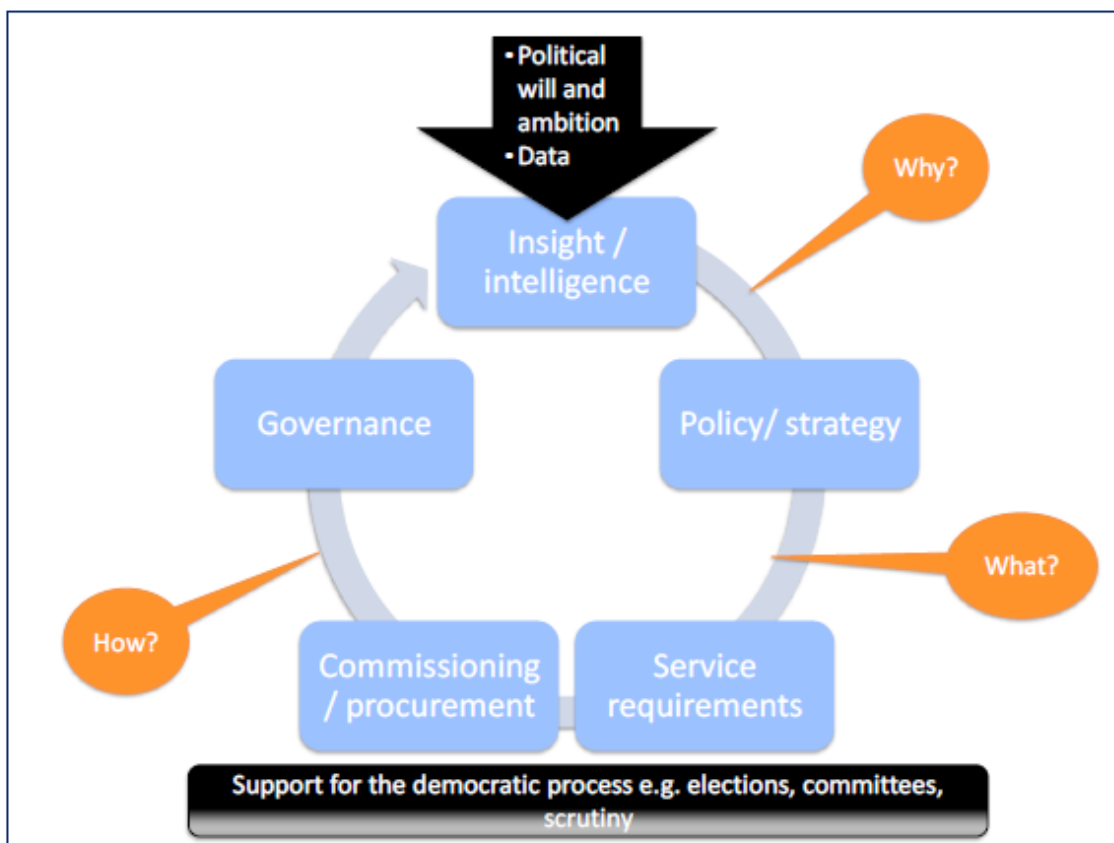 • Political
will and
ambition
• Data
Why?
Insight /
intelligence
Governance
Policy/ strategy
What?
How?
Commissioning
/ procurement
Service
requirements
Support for the democratic process e.g. elections, committees,
scrutiny